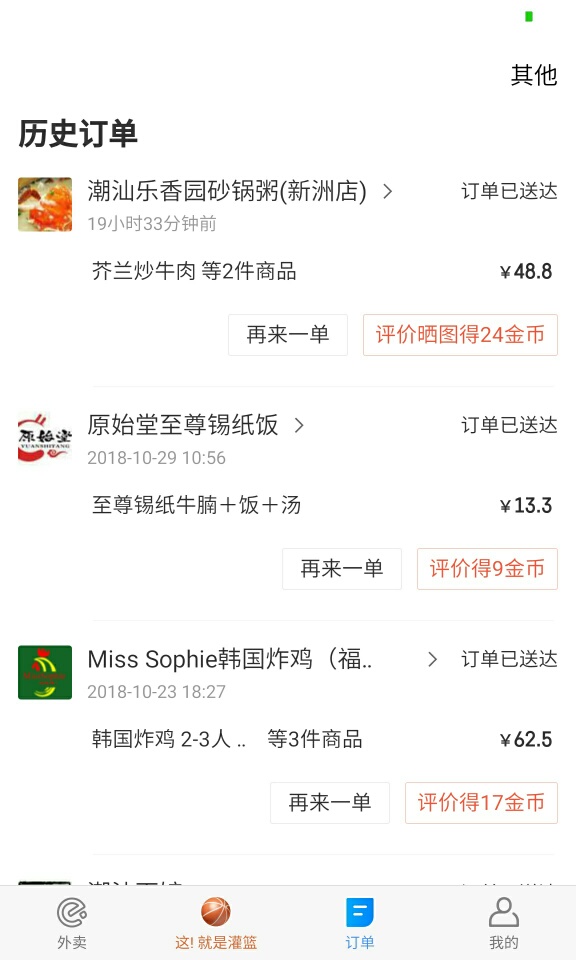 其他
历史订单
潮汕乐香园砂锅粥(新洲店)
订单已送达
19小时33分钟前
芥兰炒牛肉 等2件商品
¥48.8
再来一单
评价晒图得24金币
原始堂
YUANSHITANG
原始堂至尊锡纸饭
订单已送达
2018-10-29 10:56
至尊锡纸牛腩+饭+汤
¥13.3
再来一单
评价得9金币
Miss Sophie韩国炸鸡（福..
订单已送达
2018-10-23 18:27
韩国炸鸡 2-3人 .. 等3件商品
¥62.5
再来一单
评价得17金币
外卖
这! 就是灌篮
订单
我的